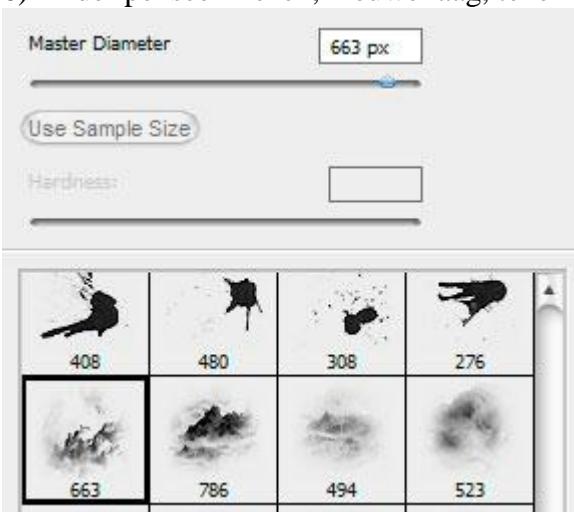 Master Diameter 663 px
Use Sample Size
Hardness:
408 480 308 276
663 786 494 523